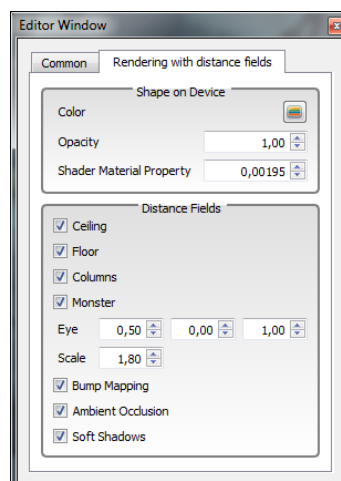 Editor Window
Common Rendering with distance fields
Shape on Device
Color
Opacity 1,00
Shader Material Property 0,00195
Distance Fields
Ceiling
Floor
Columns
Monster
Eye 0,50 0,00 1,00
Scale 1,80
Bump Mapping
Ambient Occlusion
Soft Shadows